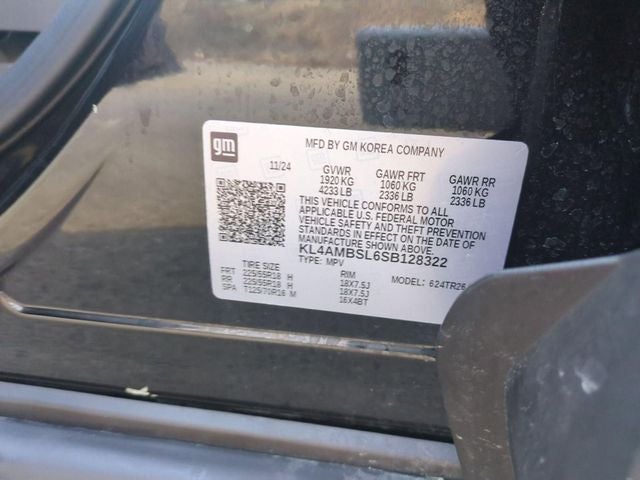 gm
MFD BY GM KOREA COMPANY
11/24
GVWR GAWR FRT GAWR RR
1920 KG 1060 KG 1060 KG
4233 LB 2336 LB 2336 LB
THIS VEHICLE CONFORMS TO ALL
APPLICABLE U.S. FEDERAL MOTOR
VEHICLE SAFETY AND THEFT PREVENTION
STANDARDS IN EFFECT ON THE DATE OF
MANUFACTURE SHOWN ABOVE
KL4AMBSL6SB128322
TYPE: MPV MODEL: 624TR26
TIRE SIZE RIM
FRT 225/55R18 H 18X7.5J
RR 225/55R18 H 18X7.5J
SPA T125/70R16 M 16X4BT